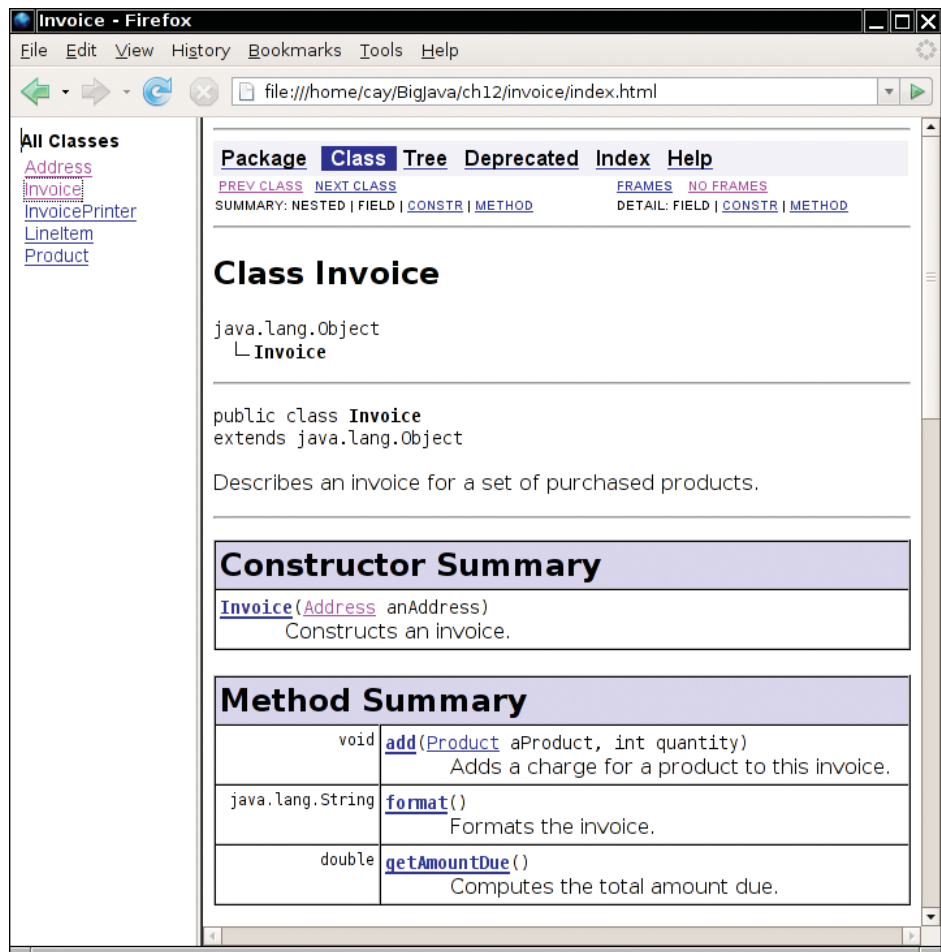 Invoice - Firefox
File Edit View History Bookmarks Tools Help
file:///home/cay/BigJava/ch12/invoice/index.html
All Classes
Address
Invoice
InvoicePrinter
LineItem
Product
Package Class Tree Deprecated Index Help
PREV CLASS NEXT CLASS FRAMES NO FRAMES
SUMMARY: NESTED | FIELD | CONSTR | METHOD DETAIL: FIELD | CONSTR | METHOD
Class Invoice
java.lang.Object
Invoice
public class Invoice
extends java.lang.Object
Describes an invoice for a set of purchased products.
Constructor Summary
Invoice(Address anAddress)
Constructs an invoice.
Method Summary
void add(Product aProduct, int quantity)
Adds a charge for a product to this invoice.
java.lang.String format()
Formats the invoice.
double getAmountDue()
Computes the total amount due.